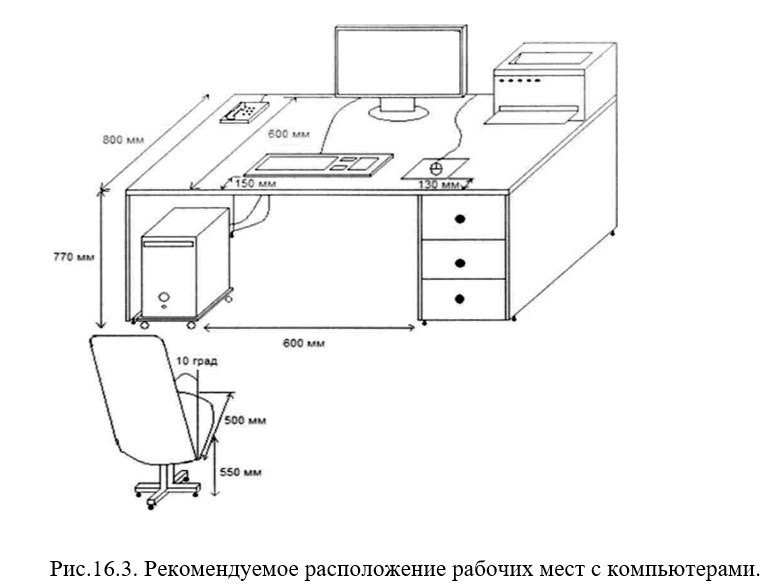 800 мм
600 мм
150 мм
130 мм
770 мм
600 мм
10 град
500 мм
550 мм
Рис.16.3. Рекомендуемое расположение рабочих мест с компьютерами.